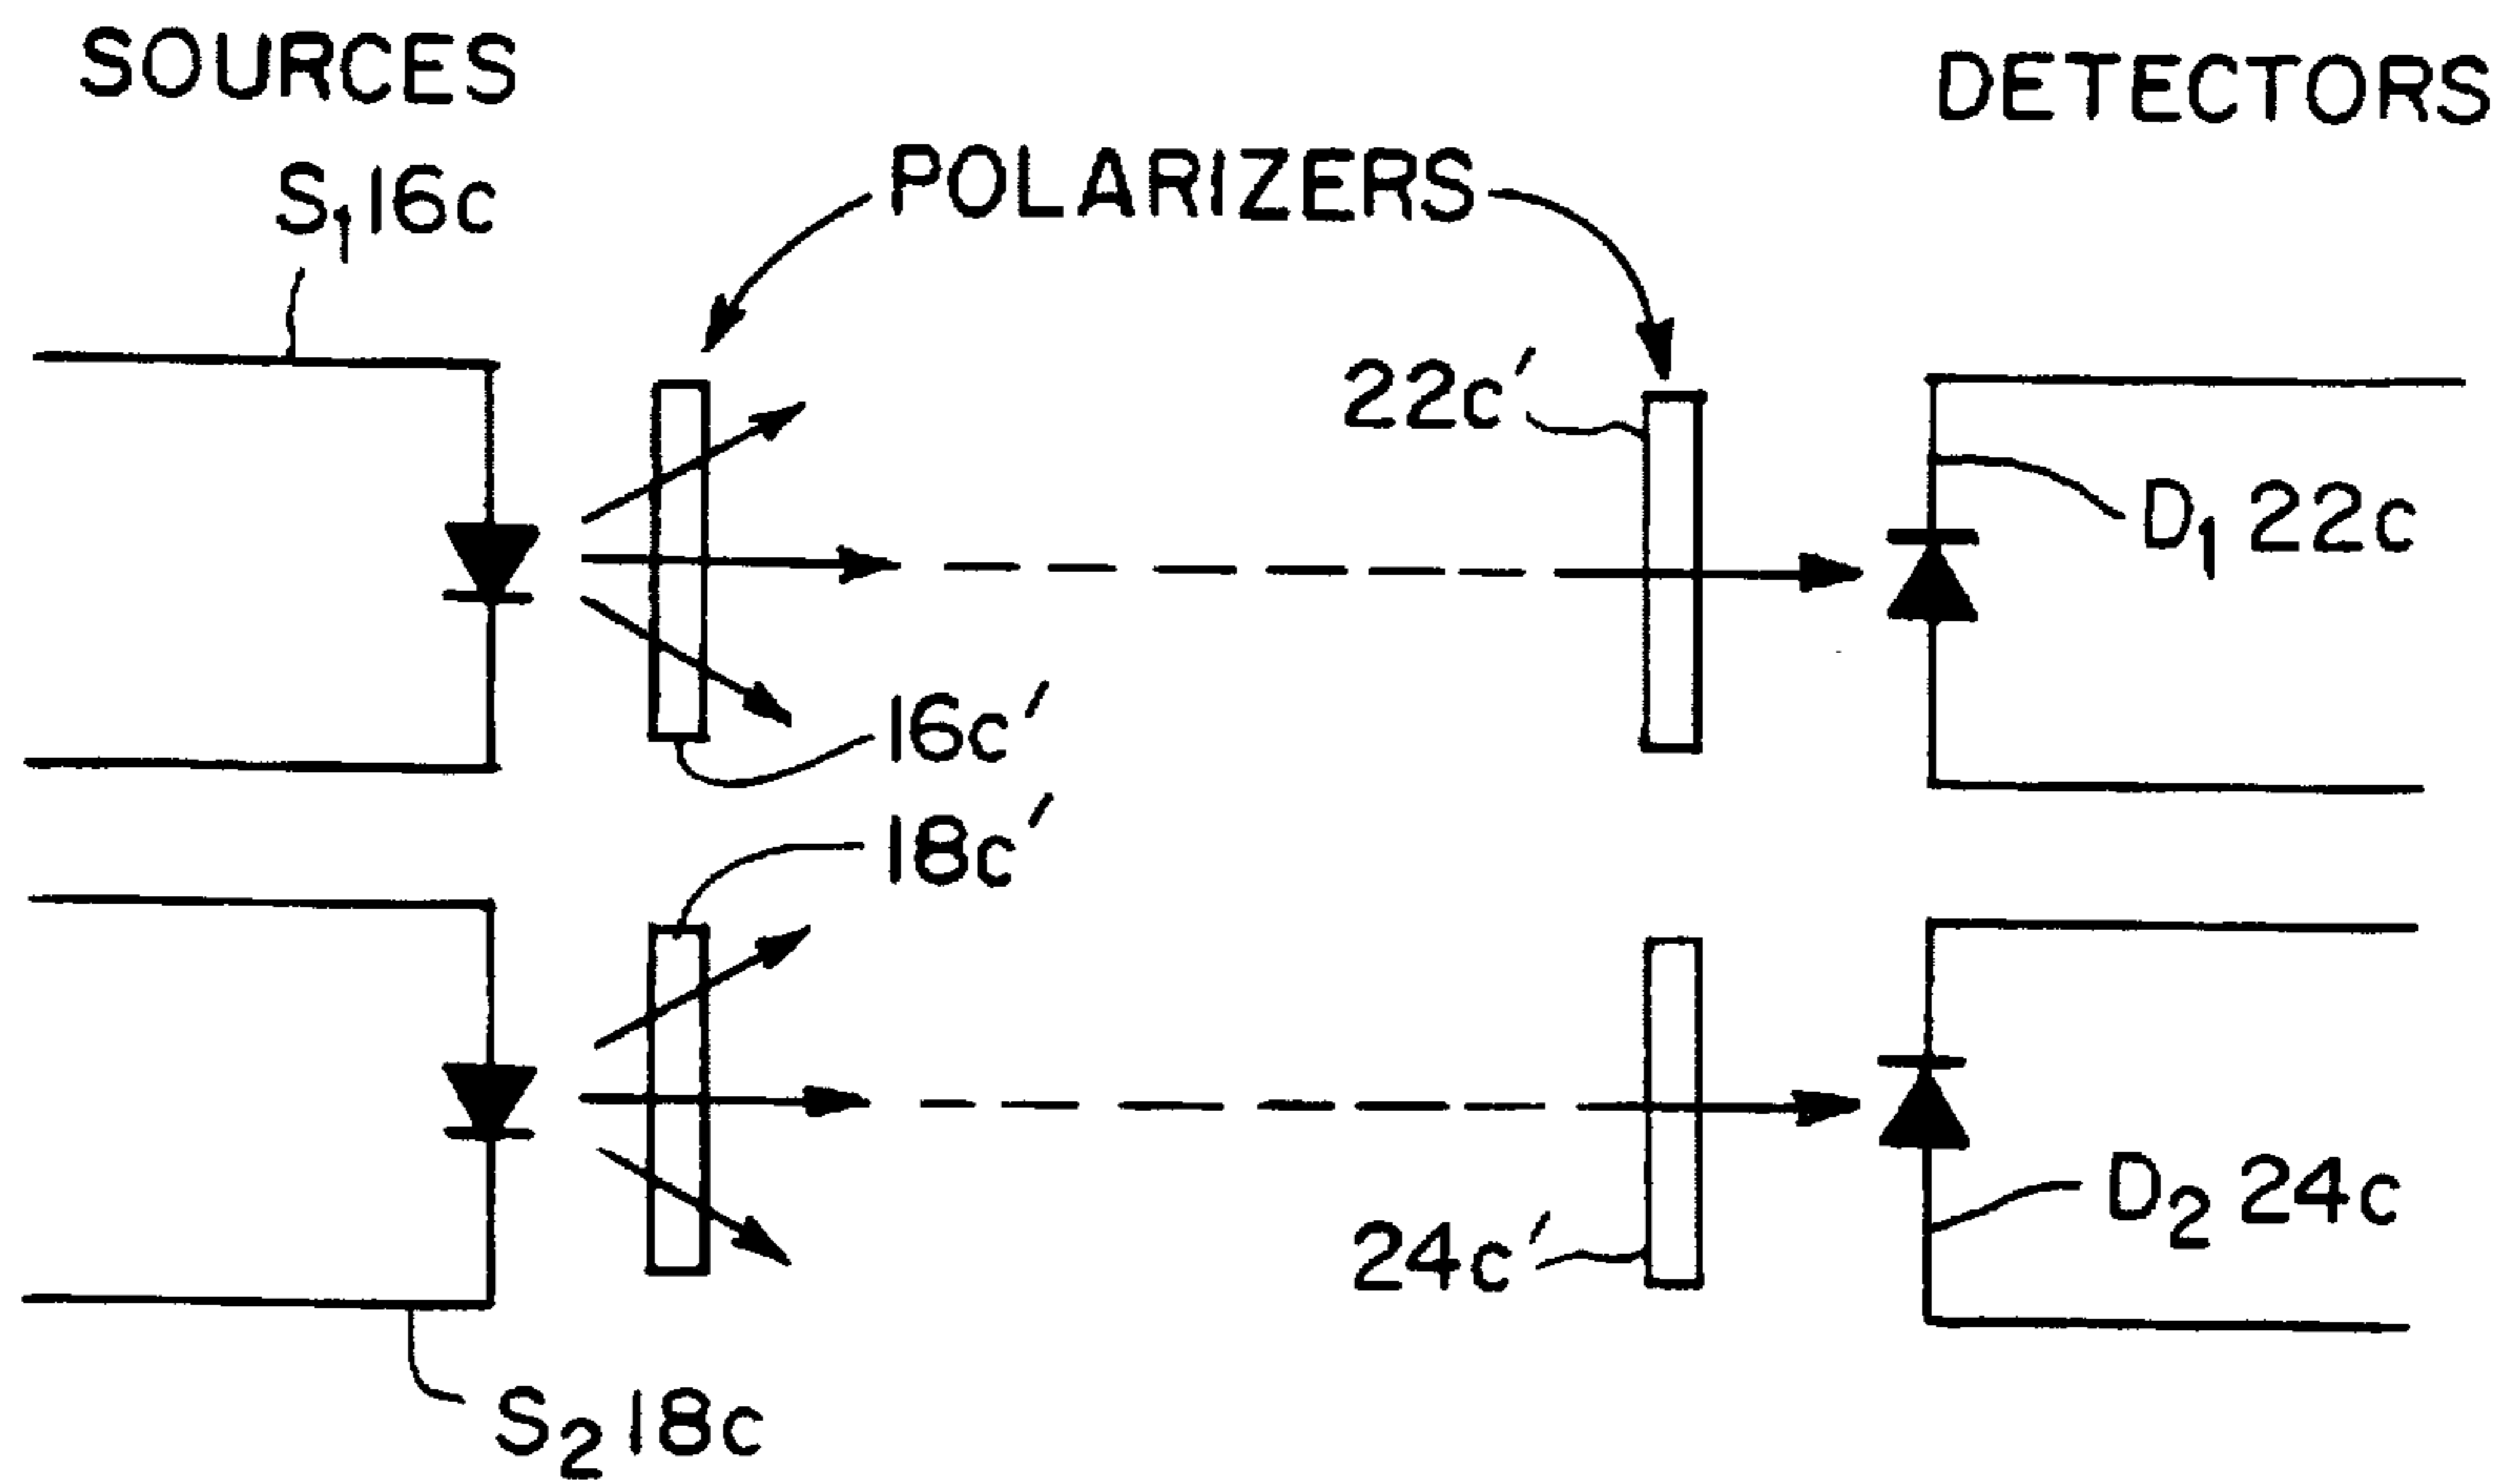 SOURCES
DETECTORS
POLARIZERS
S₁ 16c
22c′
D₁ 22c
16c′
18c′
D₂ 24c
24c′
S₂ 18c